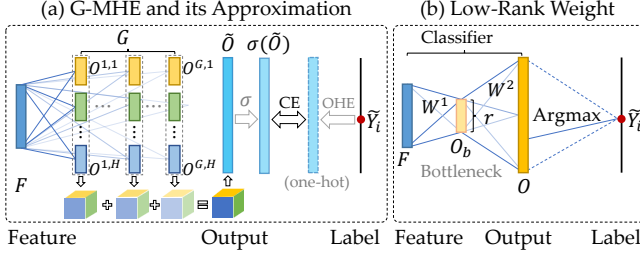 (a) G-MHE and its Approximation
(b) Low-Rank Weight
G
Õ
σ(Õ)
Classifier
O^{1,1}
O^{G,1}
W^1
W^2
σ
CE
OHE
Ỹ_i
r
Argmax
Ỹ_i
F
O_b
F
O^{1,H}
O^{G,H}
(one-hot)
Bottleneck
O
+
+
=
Feature
Output
Label
Feature
Output
Label